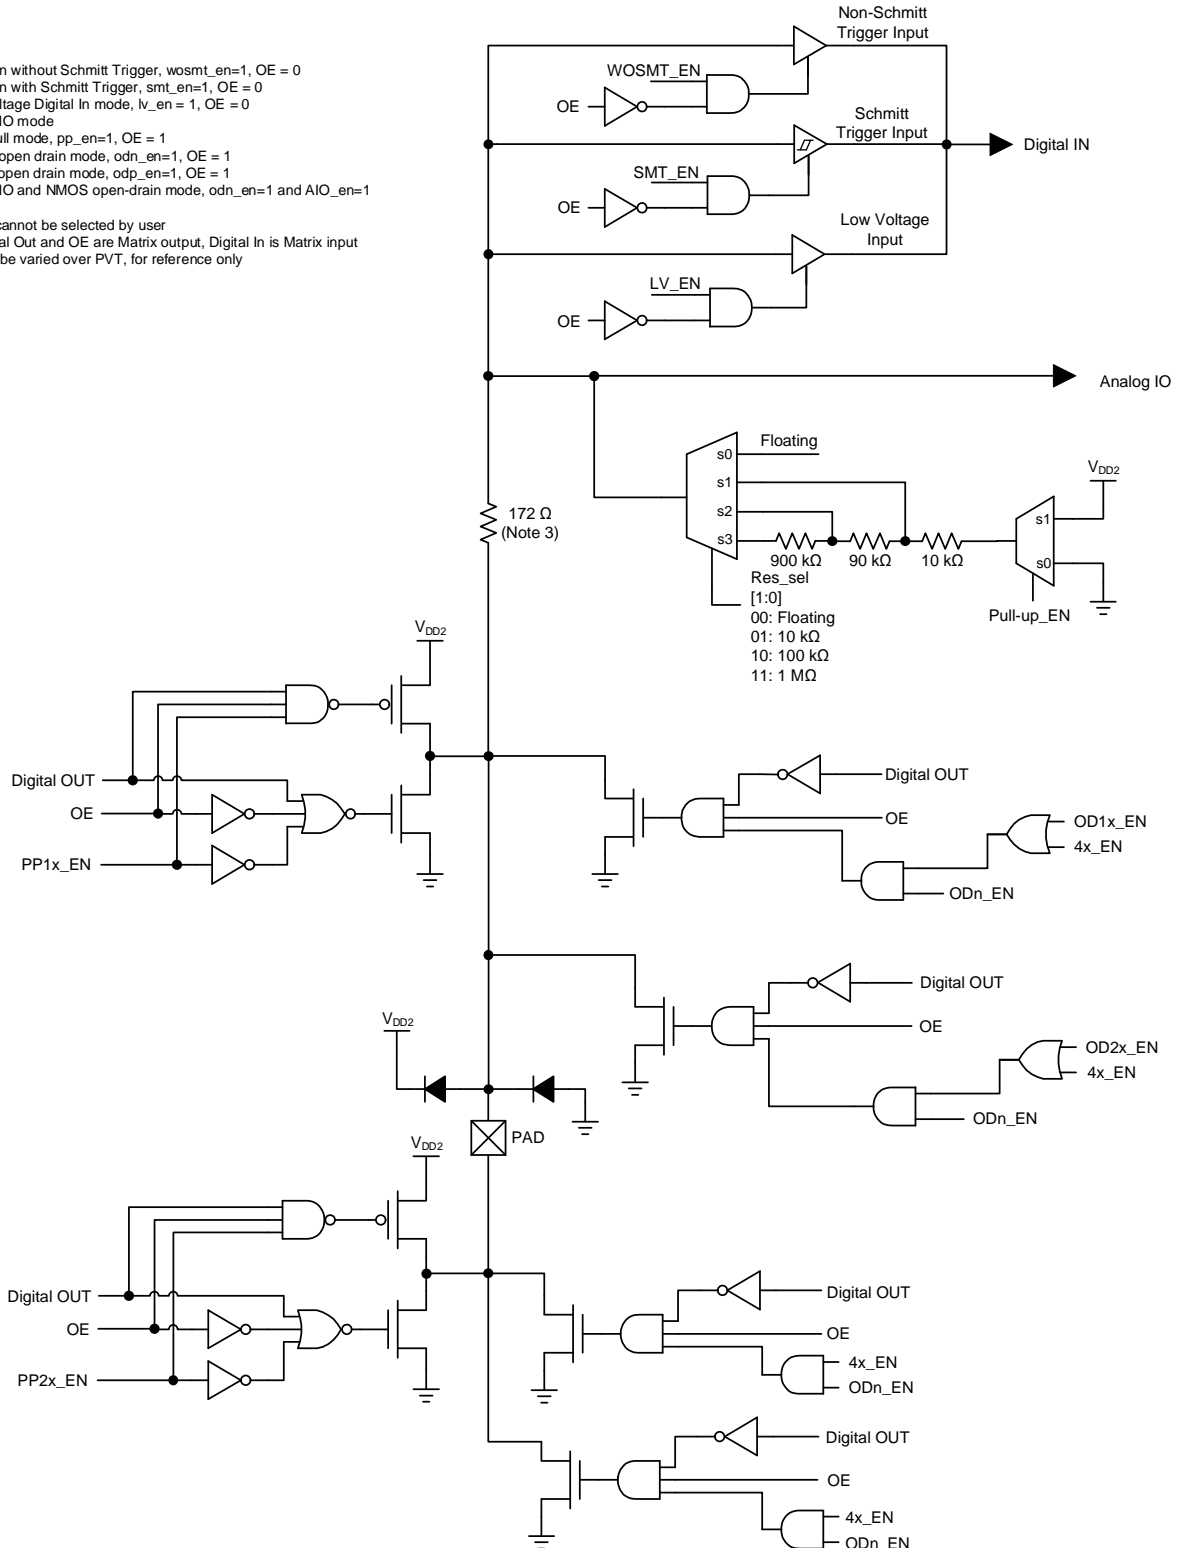 Non-Schmitt
Trigger Input
n without Schmitt Trigger, wosmt_en=1, OE = 0
n with Schmitt Trigger, smt_en=1, OE = 0
ltage Digital In mode, lv_en = 1, OE = 0
IO mode
ull mode, pp_en=1, OE = 1
open drain mode, odn_en=1, OE = 1
open drain mode, odp_en=1, OE = 1
IO and NMOS open-drain mode, odn_en=1 and AIO_en=1
cannot be selected by user
al Out and OE are Matrix output, Digital In is Matrix input
be varied over PVT, for reference only
WOSMT_EN
OE
Schmitt
Trigger Input
Digital IN
SMT_EN
OE
Low Voltage
Input
LV_EN
OE
Analog IO
Floating
s0
s1
s2
s3
VDD2
s1
s0
172 Ω
(Note 3)
900 kΩ
90 kΩ
10 kΩ
Res_sel
[1:0]
00: Floating
01: 10 kΩ
10: 100 kΩ
11: 1 MΩ
Pull-up_EN
VDD2
Digital OUT
OE
PP1x_EN
Digital OUT
OE
OD1x_EN
4x_EN
ODn_EN
Digital OUT
OE
OD2x_EN
4x_EN
ODn_EN
VDD2
PAD
VDD2
Digital OUT
OE
PP2x_EN
Digital OUT
OE
4x_EN
ODn_EN
Digital OUT
OE
4x_EN
ODn_EN